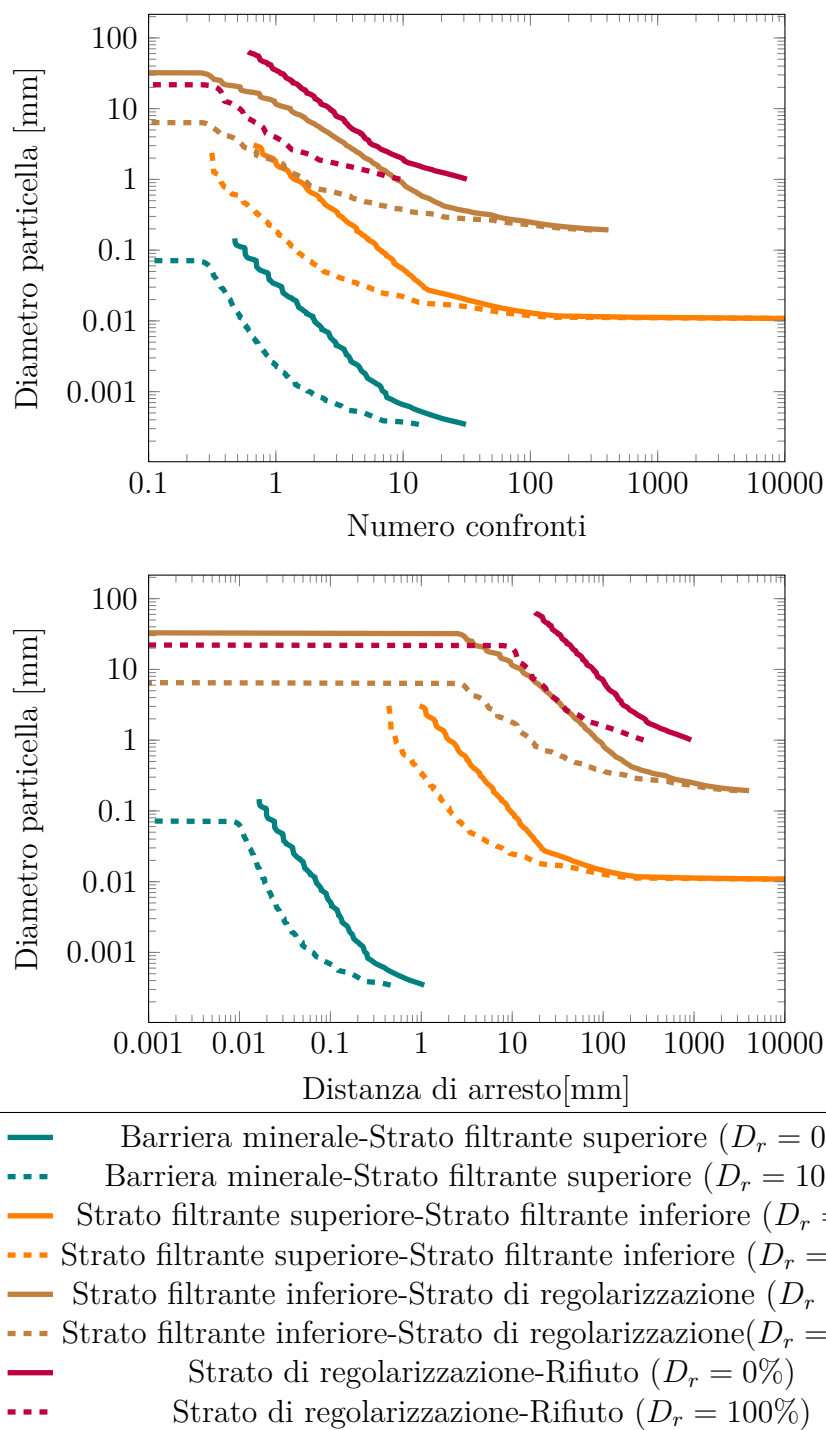 100
10
1
0.1
0.01
0.001
Diametro particella [mm]
0.1 1 10 100 1000 10000
Numero confronti
100
10
1
0.1
0.01
0.001
Diametro particella [mm]
0.001 0.01 0.1 1 10 100 1000 10000
Distanza di arresto[mm]
Barriera minerale-Strato filtrante superiore (D_r = 0
Barriera minerale-Strato filtrante superiore (D_r = 10
Strato filtrante superiore-Strato filtrante inferiore (D_r =
Strato filtrante superiore-Strato filtrante inferiore (D_r =
Strato filtrante inferiore-Strato di regolarizzazione (D_r
Strato filtrante inferiore-Strato di regolarizzazione(D_r =
Strato di regolarizzazione-Rifiuto (D_r = 0%)
Strato di regolarizzazione-Rifiuto (D_r = 100%)